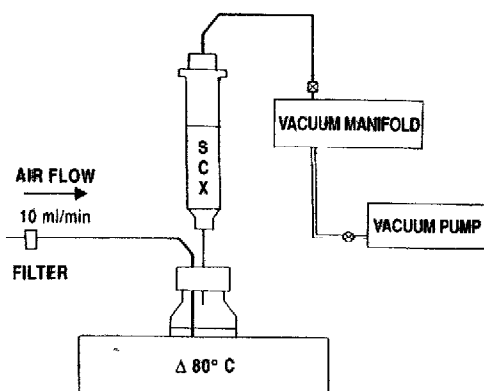 VACUUM MANIFOLD
S
C
X
AIR FLOW
10 ml/min
VACUUM PUMP
FILTER
Δ 80° C